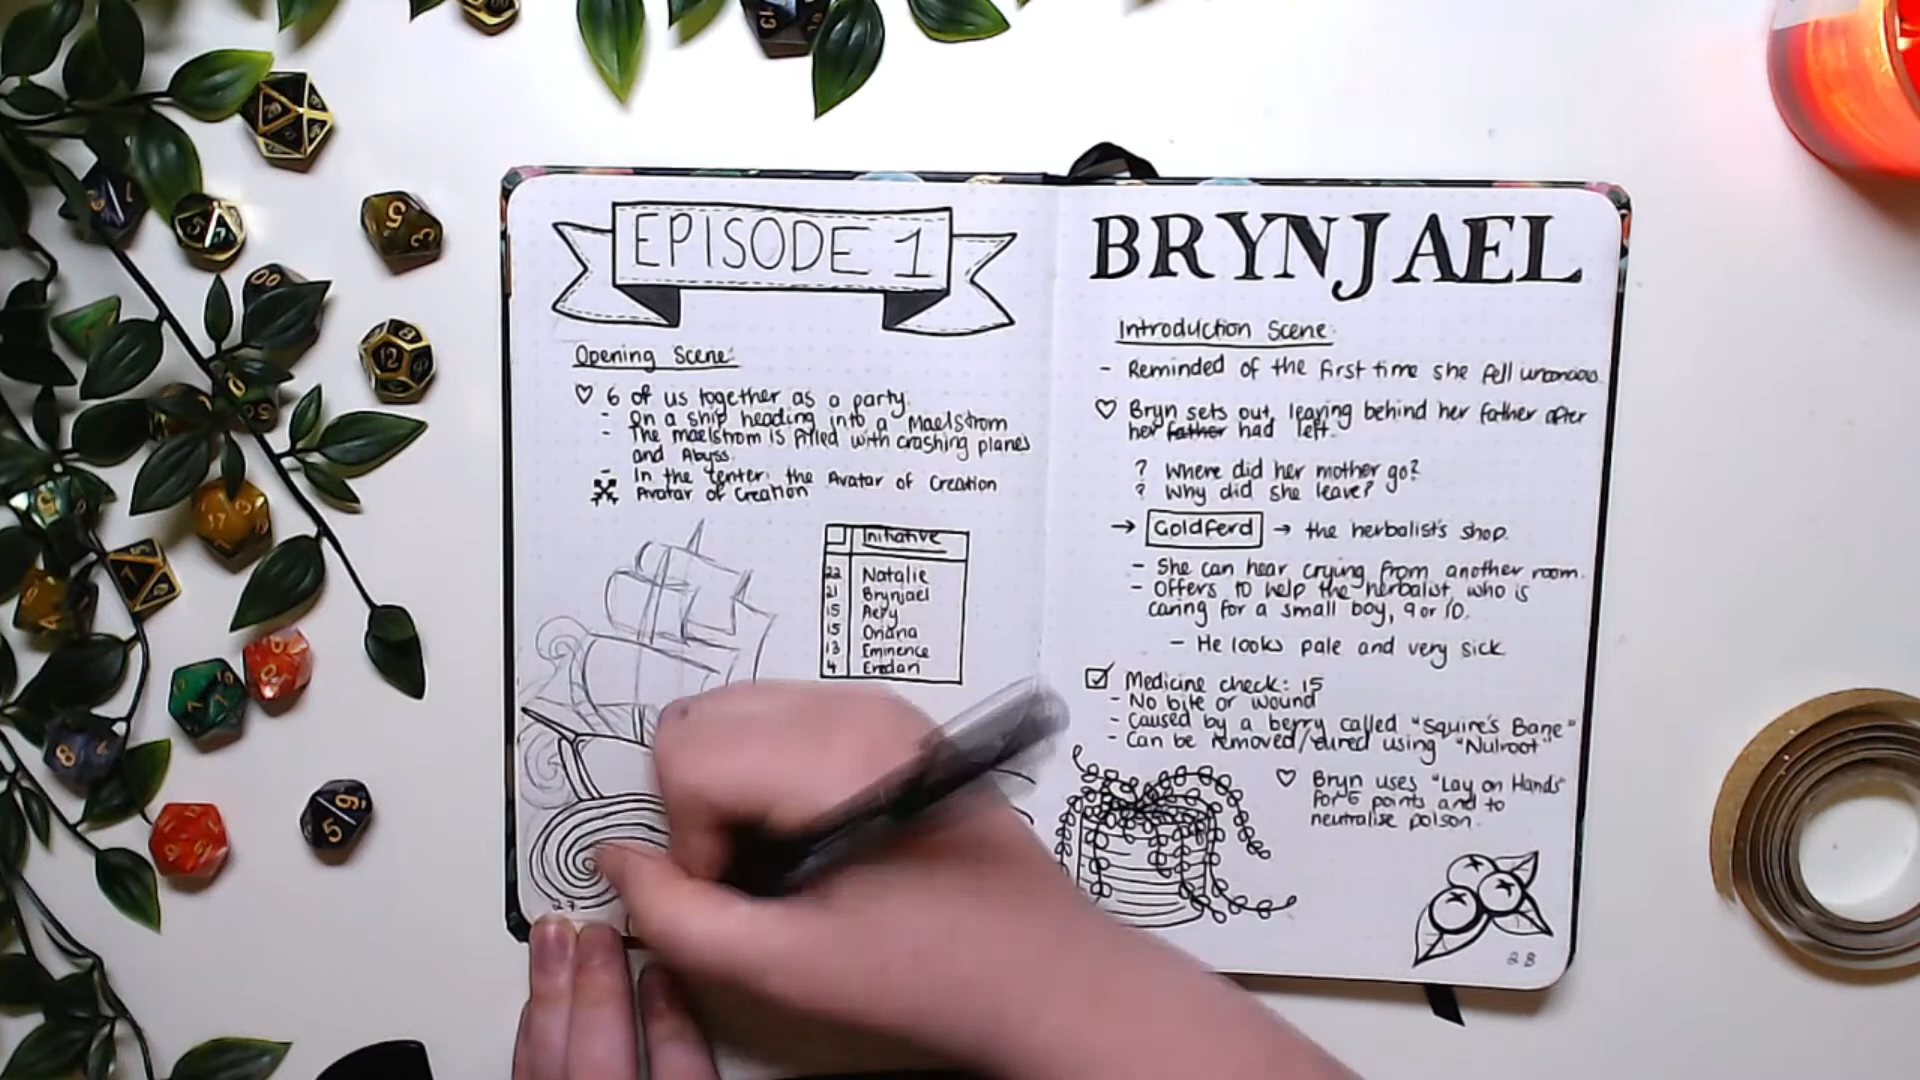 EPISODE 1
Opening Scene:
6 of us together as a party.
- On a ship heading into a Maelstrom
- The maelstrom is filled with crashing planes
and Abyss.
- In the center: the Avatar of Creation
Avatar of Creation
Initiative
22 Natalie
21 Brynjael
15 Aery
15 Oriana
13 Eminence
4 Eredan
27
BRYNJAEL
Introduction Scene:
- Reminded of the first time she fell
Bryn sets out, leaving behind her father after
her father had left.
? Where did her mother go?
? Why did she leave?
→ Goldferd → the herbalist's shop.
- She can hear crying from another room.
- Offers to help the herbalist, who is
caring for a small boy, 9 or 10.
- He looks pale and very sick
Medicine check: 15
- No bite or wound
- Caused by a berry called "Squire's Bane"
- Can be removed/cured using "Nulroot"
Bryn uses "Lay on Hands"
for 6 points and to
neutralise poison.
28